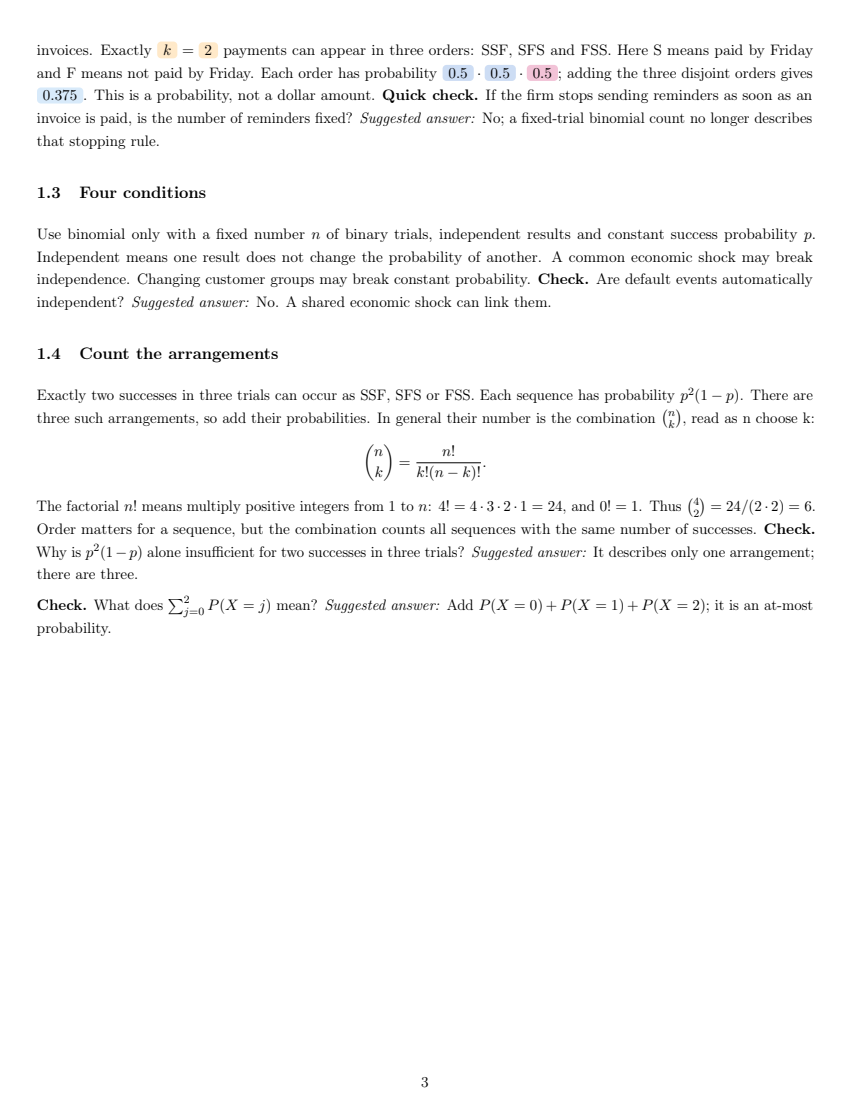 invoices. Exactly k = 2 payments can appear in three orders: SSF, SFS and FSS. Here S means paid by Friday
and F means not paid by Friday. Each order has probability 0.5 · 0.5 · 0.5; adding the three disjoint orders gives
0.375. This is a probability, not a dollar amount. Quick check. If the firm stops sending reminders as soon as an
invoice is paid, is the number of reminders fixed? Suggested answer: No; a fixed-trial binomial count no longer describes
that stopping rule.
1.3 Four conditions
Use binomial only with a fixed number n of binary trials, independent results and constant success probability p.
Independent means one result does not change the probability of another. A common economic shock may break
independence. Changing customer groups may break constant probability. Check. Are default events automatically
independent? Suggested answer: No. A shared economic shock can link them.
1.4 Count the arrangements
Exactly two successes in three trials can occur as SSF, SFS or FSS. Each sequence has probability p²(1 − p). There are
three such arrangements, so add their probabilities. In general their number is the combination $\binom{n}{k}$, read as n choose k:
$\binom{n}{k} = \frac{n!}{k!(n-k)!}.$
The factorial n! means multiply positive integers from 1 to n: 4! = 4 · 3 · 2 · 1 = 24, and 0! = 1. Thus $\binom{4}{2}$ = 24/(2 · 2) = 6.
Order matters for a sequence, but the combination counts all sequences with the same number of successes. Check.
Why is p²(1 − p) alone insufficient for two successes in three trials? Suggested answer: It describes only one arrangement;
there are three.
Check. What does $\sum_{j=0}^{2} P(X = j)$ mean? Suggested answer: Add P(X = 0) + P(X = 1) + P(X = 2); it is an at-most
probability.
3